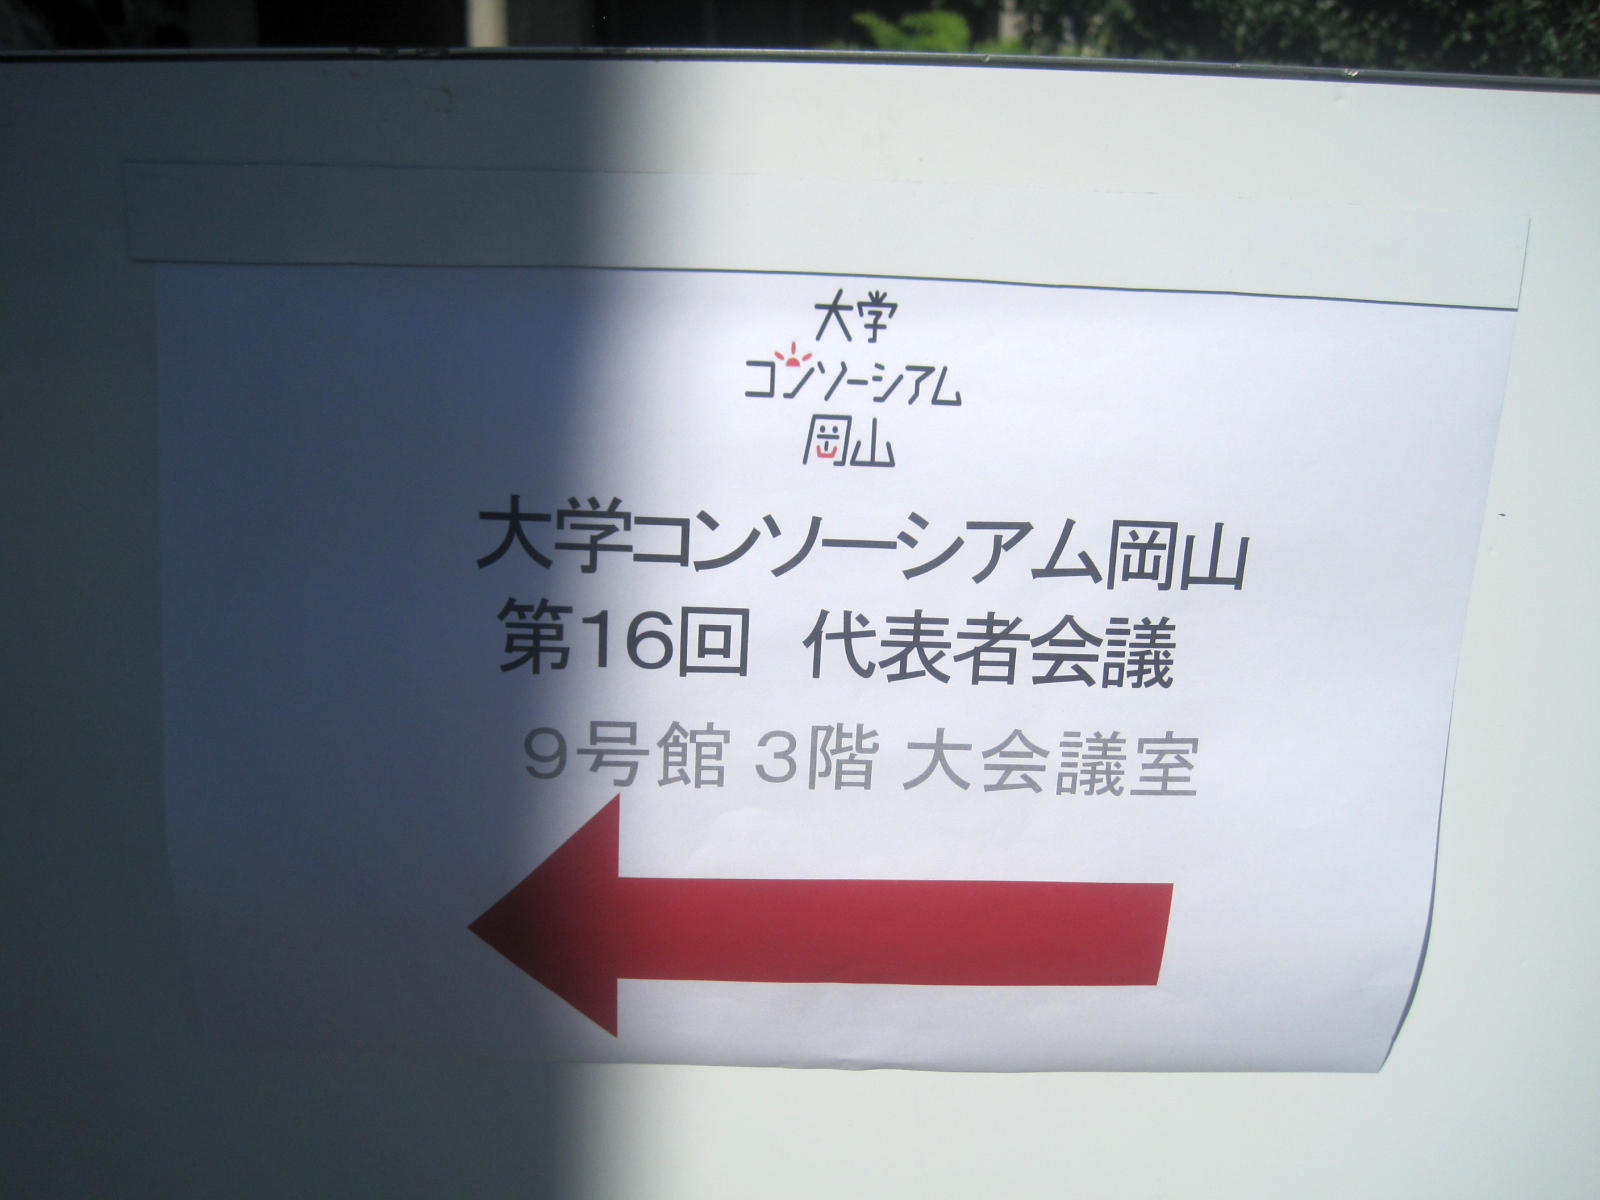 大学
コンソーシアム
岡山
大学コンソーシアム岡山
第16回　代表者会議
9号館 3階 大会議室